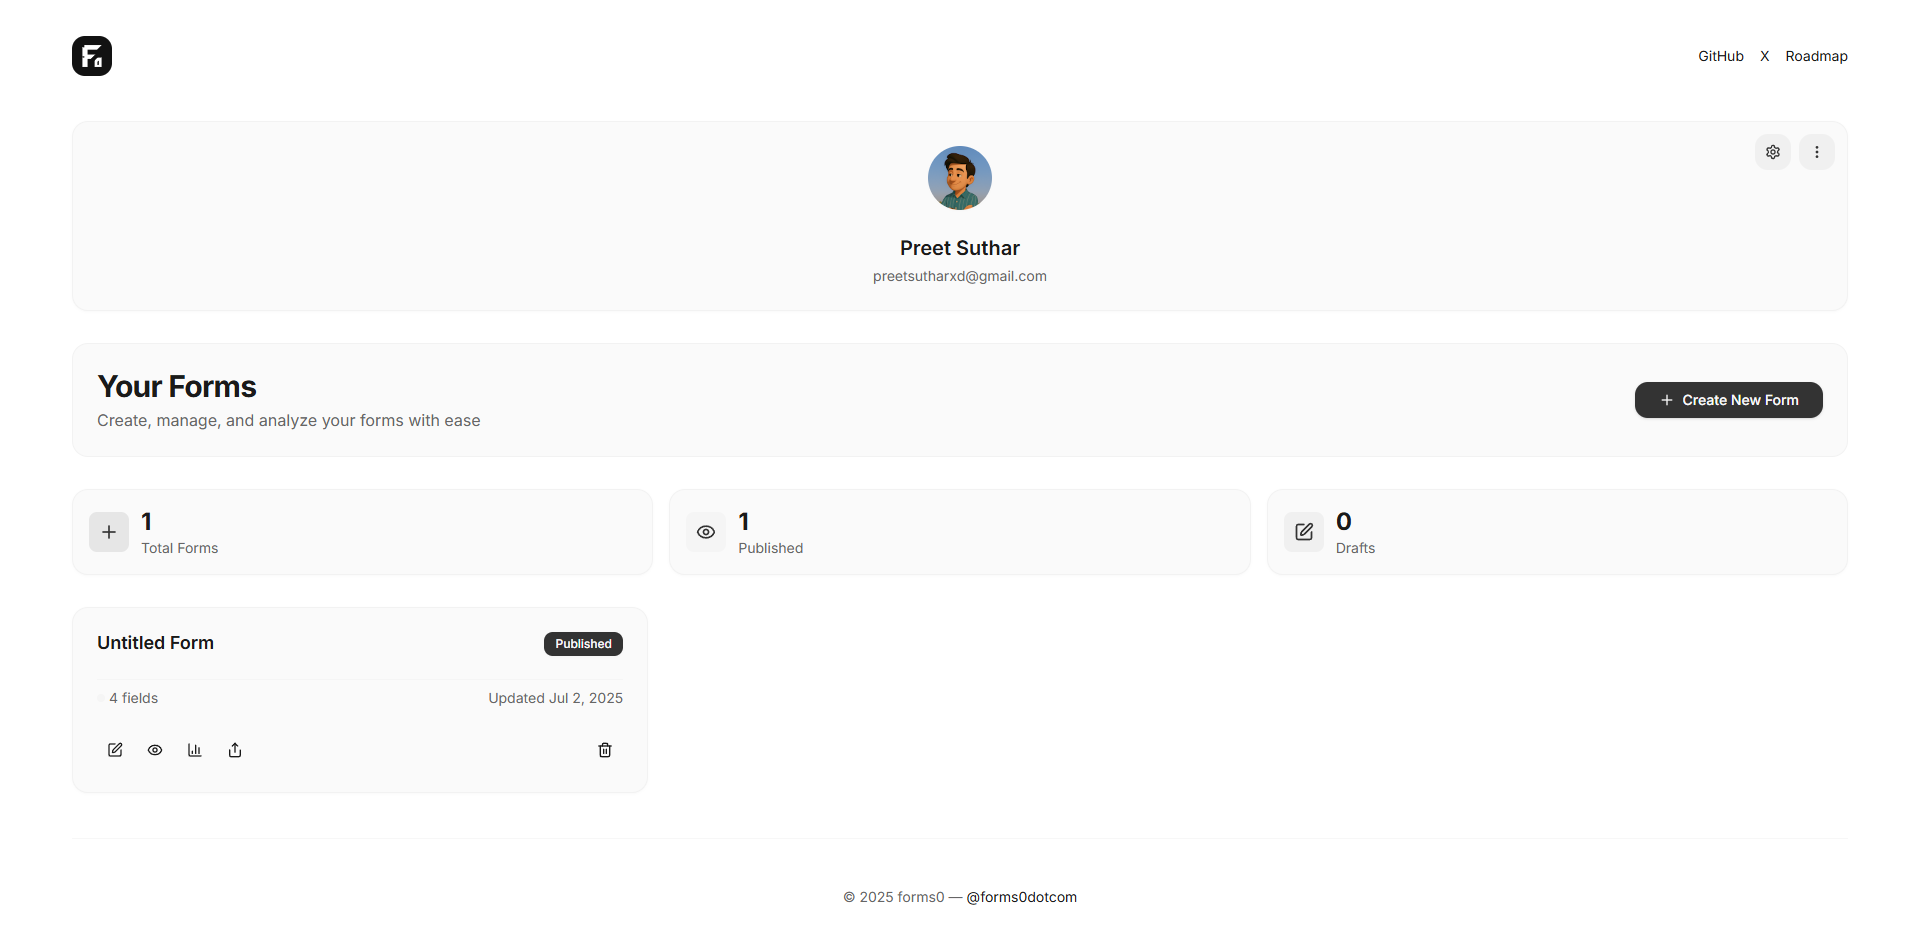 GitHub X Roadmap
Preet Suthar
preetsutharxd@gmail.com
Your Forms
Create, manage, and analyze your forms with ease
Create New Form
1
Total Forms
1
Published
0
Drafts
Untitled Form
Published
4 fields
Updated Jul 2, 2025
© 2025 forms0 — @forms0dotcom